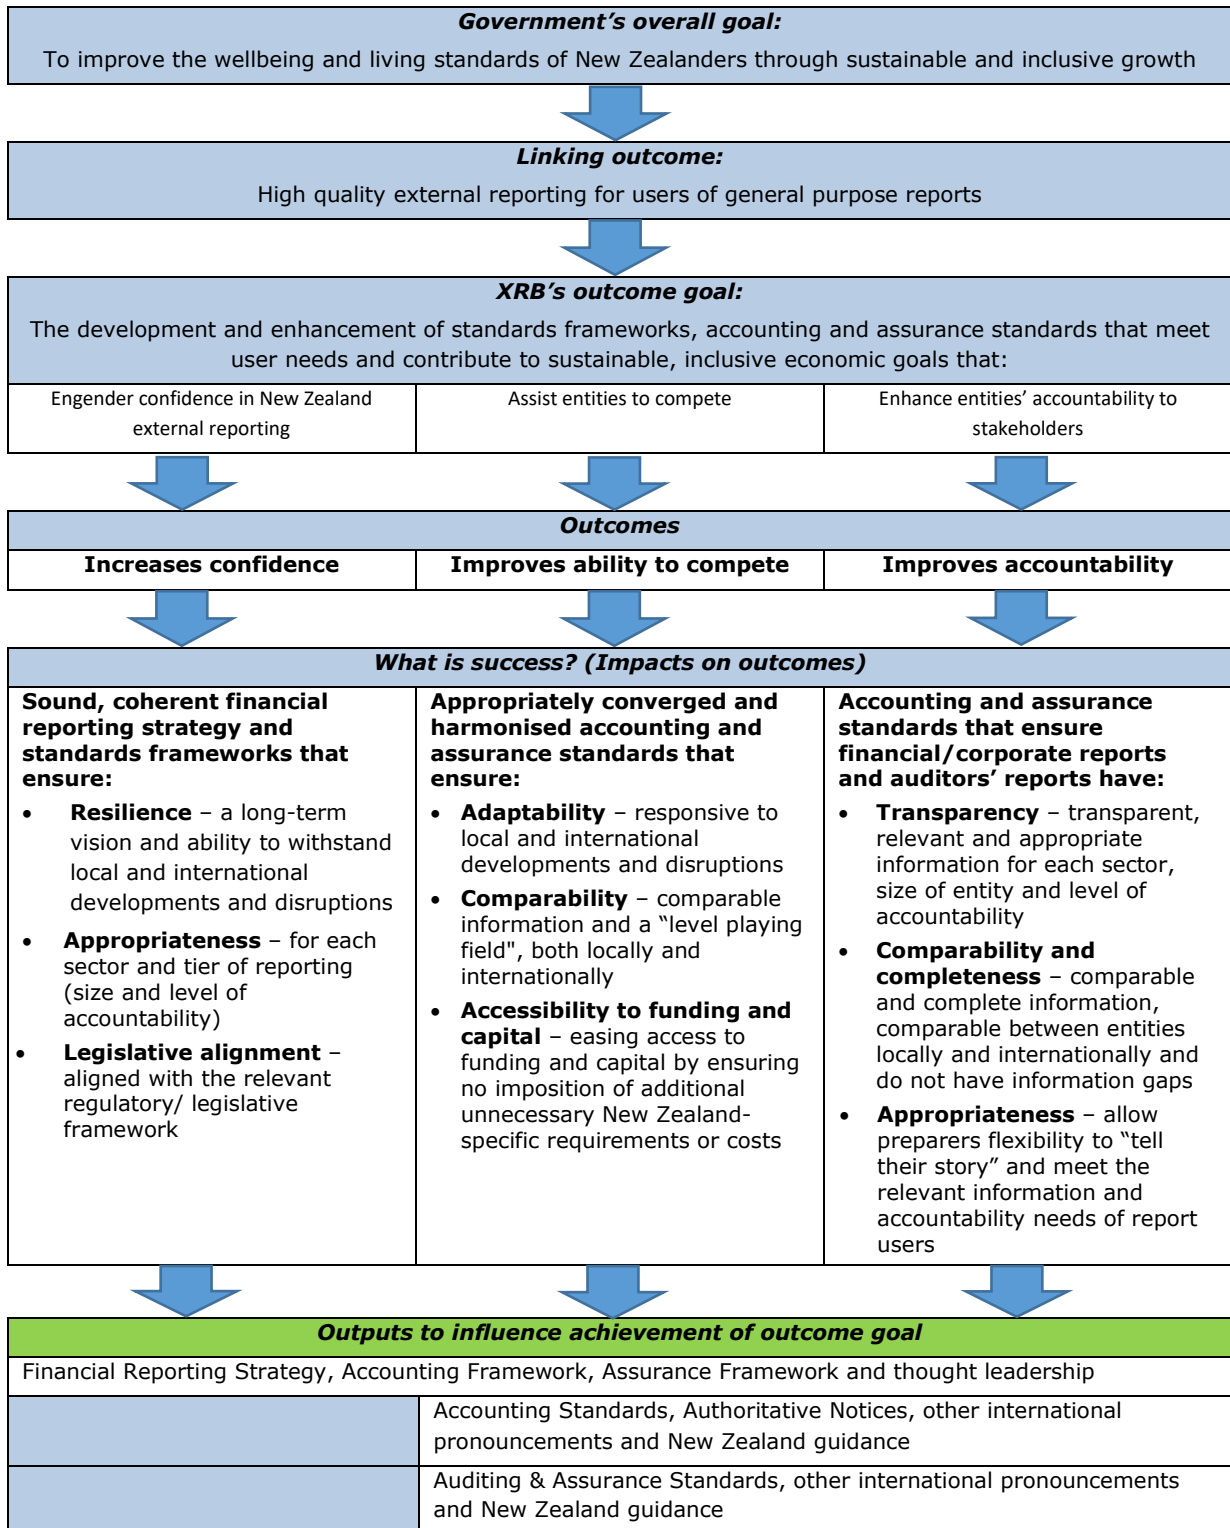 Government’s overall goal:
To improve the wellbeing and living standards of New Zealanders through sustainable and inclusive growth
Linking outcome:
High quality external reporting for users of general purpose reports
XRB’s outcome goal:
The development and enhancement of standards frameworks, accounting and assurance standards that meet
user needs and contribute to sustainable, inclusive economic goals that:
Engender confidence in New Zealand
external reporting
Assist entities to compete
Enhance entities’ accountability to
stakeholders
Outcomes
Increases confidence
Improves ability to compete
Improves accountability
What is success? (Impacts on outcomes)
Sound, coherent financial
reporting strategy and
standards frameworks that
ensure:
• Resilience – a long-term
vision and ability to withstand
local and international
developments and disruptions
• Appropriateness – for each
sector and tier of reporting
(size and level of
accountability)
• Legislative alignment –
aligned with the relevant
regulatory/ legislative
framework
Appropriately converged and
harmonised accounting and
assurance standards that
ensure:
• Adaptability – responsive to
local and international
developments and disruptions
• Comparability – comparable
information and a “level playing
field", both locally and
internationally
• Accessibility to funding and
capital – easing access to
funding and capital by ensuring
no imposition of additional
unnecessary New Zealand-
specific requirements or costs
Accounting and assurance
standards that ensure
financial/corporate reports
and auditors’ reports have:
• Transparency – transparent,
relevant and appropriate
information for each sector,
size of entity and level of
accountability
• Comparability and
completeness – comparable
and complete information,
comparable between entities
locally and internationally and
do not have information gaps
• Appropriateness – allow
preparers flexibility to “tell
their story” and meet the
relevant information and
accountability needs of report
users
Outputs to influence achievement of outcome goal
Financial Reporting Strategy, Accounting Framework, Assurance Framework and thought leadership
Accounting Standards, Authoritative Notices, other international
pronouncements and New Zealand guidance
Auditing & Assurance Standards, other international pronouncements
and New Zealand guidance